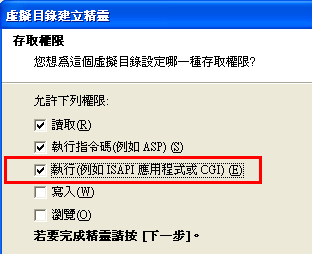 虛擬目錄建立精靈
存取權限
您想為這個虛擬目錄設定哪一種存取權限?
允許下列權限:
讀取(R)
執行指令碼(例如 ASP) (S)
執行(例如 ISAPI 應用程式或 CGI) (E)
寫入(W)
瀏覽(O)
若要完成精靈請按 [下一步]。